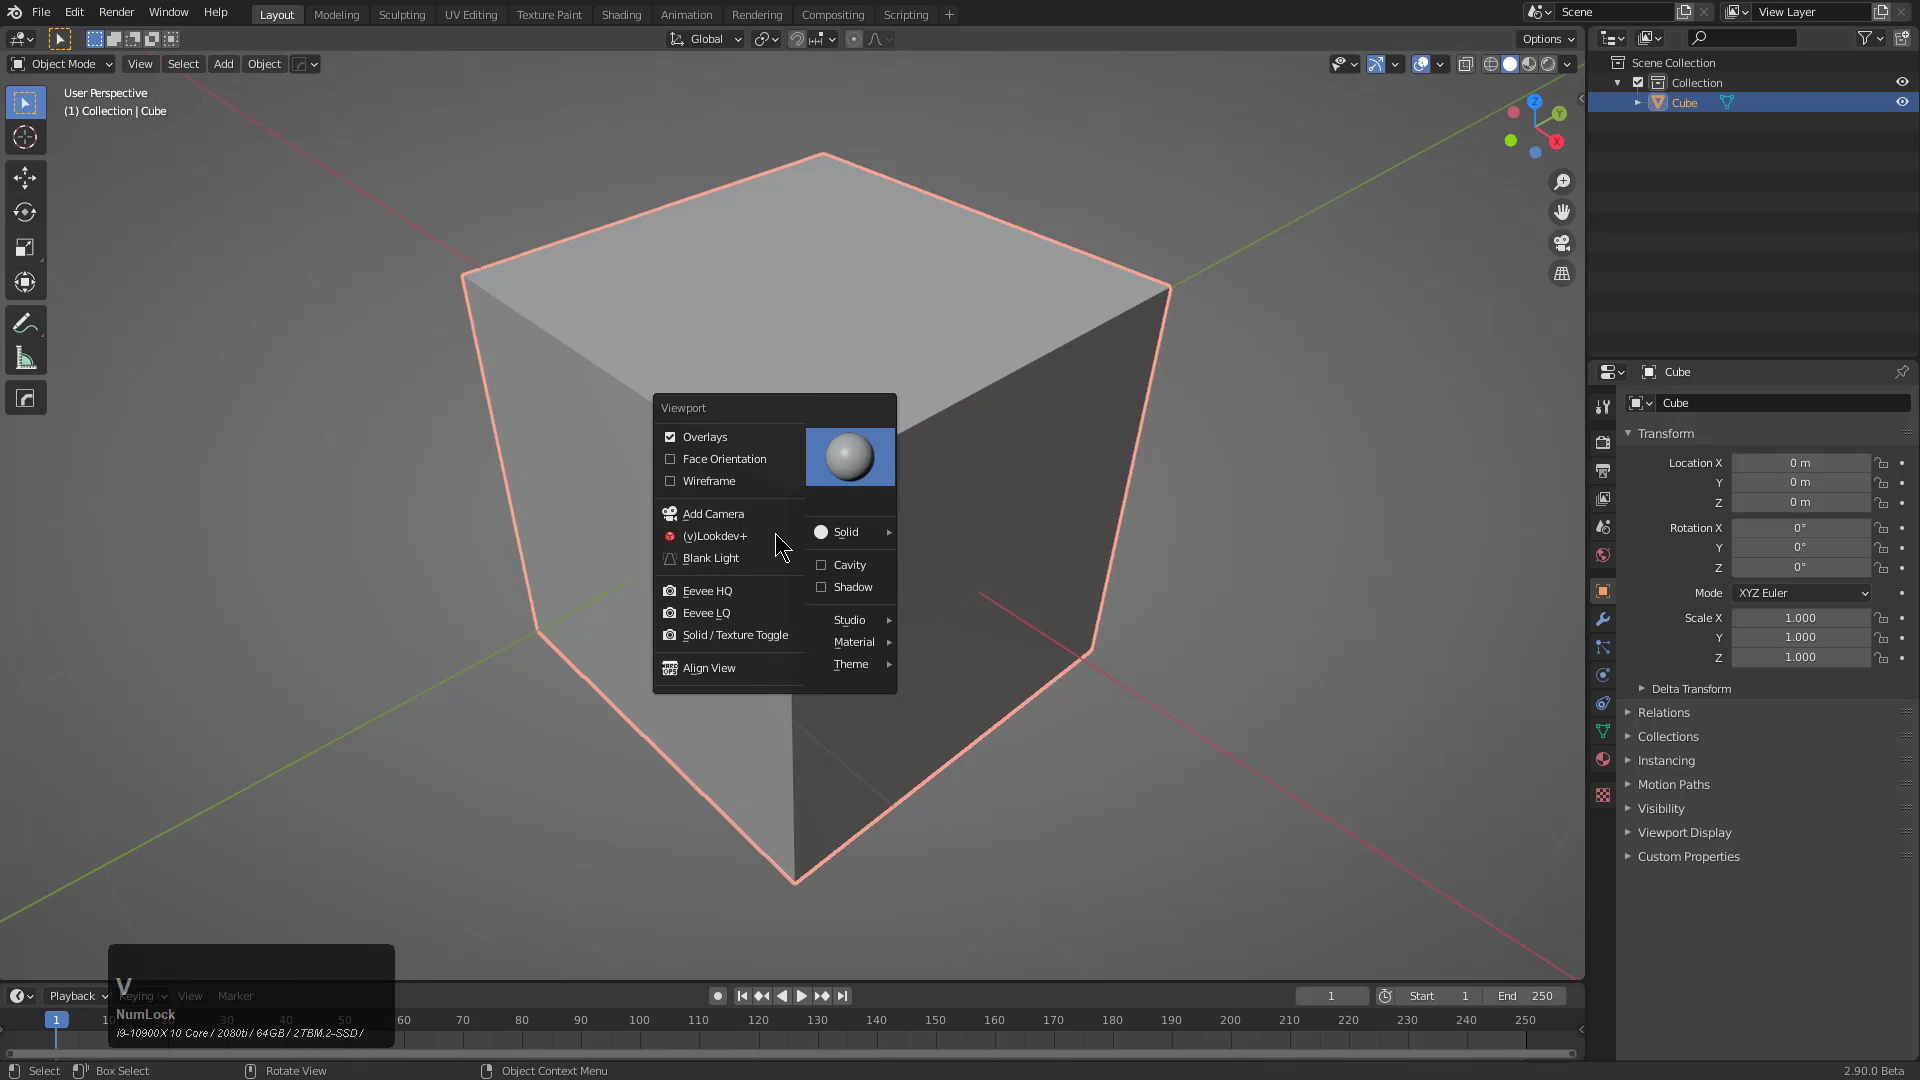 File Edit Render Window Help Layout Modeling Sculpting UV Editing Texture Paint Shading Animation Rendering Compositing Scripting + Scene View Layer
Global Options
Object Mode View Select Add Object
User Perspective
(1) Collection | Cube
Z
Y
X
Scene Collection
Collection
Cube
Viewport
Overlays
Face Orientation
Wireframe
Add Camera
(v)Lookdev+
Blank Light
Eevee HQ
Eevee LQ
Solid / Texture Toggle
Align View
Solid
Cavity
Shadow
Studio
Material
Theme
Cube
Cube
Transform
Location X 0 m
Y 0 m
Z 0 m
Rotation X 0°
Y 0°
Z 0°
Mode XYZ Euler
Scale X 1.000
Y 1.000
Z 1.000
Delta Transform
Relations
Collections
Instancing
Motion Paths
Visibility
Viewport Display
Custom Properties
V
NumLock
i9-10900X 10 Core / 2080ti / 64GB / 2TBM.2-SSD /
Playback Keying View Marker 1 Start 1 End 250
1 10 20 30 40 50 60 70 80 90 100 110 120 130 140 150 160 170 180 190 200 210 220 230 240 250
Select Box Select Rotate View Object Context Menu 2.90.0 Beta